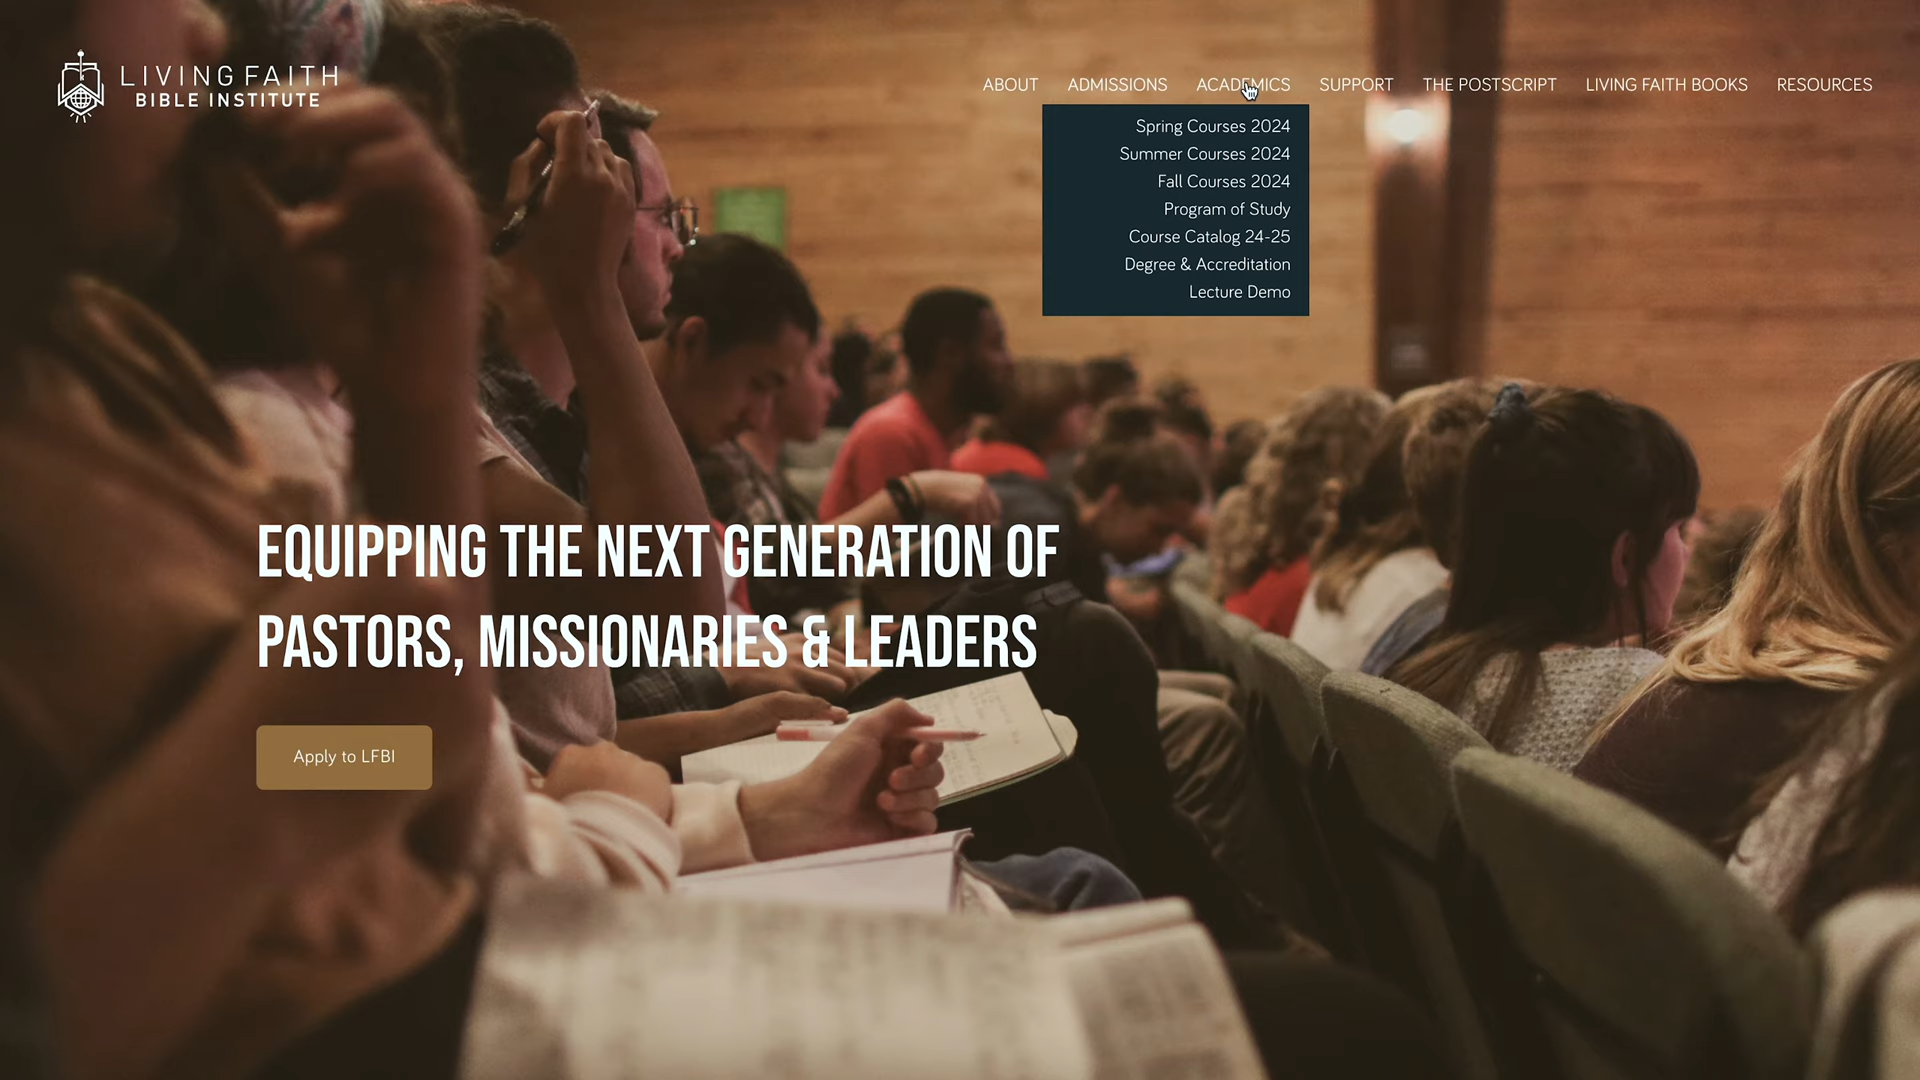 LIVING FAITH
BIBLE INSTITUTE
ABOUT ADMISSIONS ACADEMICS SUPPORT THE POSTSCRIPT LIVING FAITH BOOKS RESOURCES
Spring Courses 2024
Summer Courses 2024
Fall Courses 2024
Program of Study
Course Catalog 24-25
Degree & Accreditation
Lecture Demo
EQUIPPING THE NEXT GENERATION OF
PASTORS, MISSIONARIES & LEADERS
Apply to LFBI